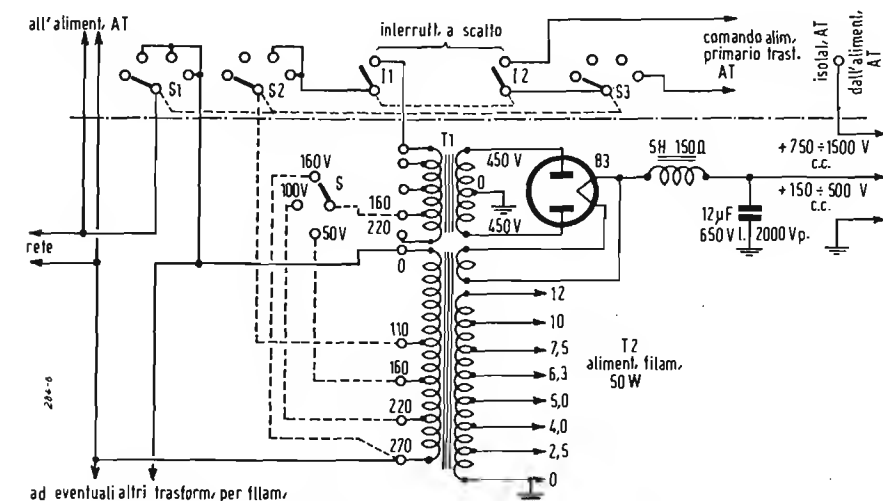 all'aliment, AT
interrutt, a scatto
comando alim,
primario trast.
AT
isolat, AT
dall'aliment,
AT
S1
S2
I1
I2
S3
T1
160V
100V
S
50V
160
220
0
450 V
0
450 V
83
5H 150Ω
+750÷1500 V
c.c.
+150÷500 V
c.c.
12µF
650 V l. 2000 V p.
rete
110
160
220
270
12
10
7,5
6,3
5,0
4,0
2,5
0
T2
aliment, filam,
50 W
284-6
ad eventuali altri trasform, per filam,